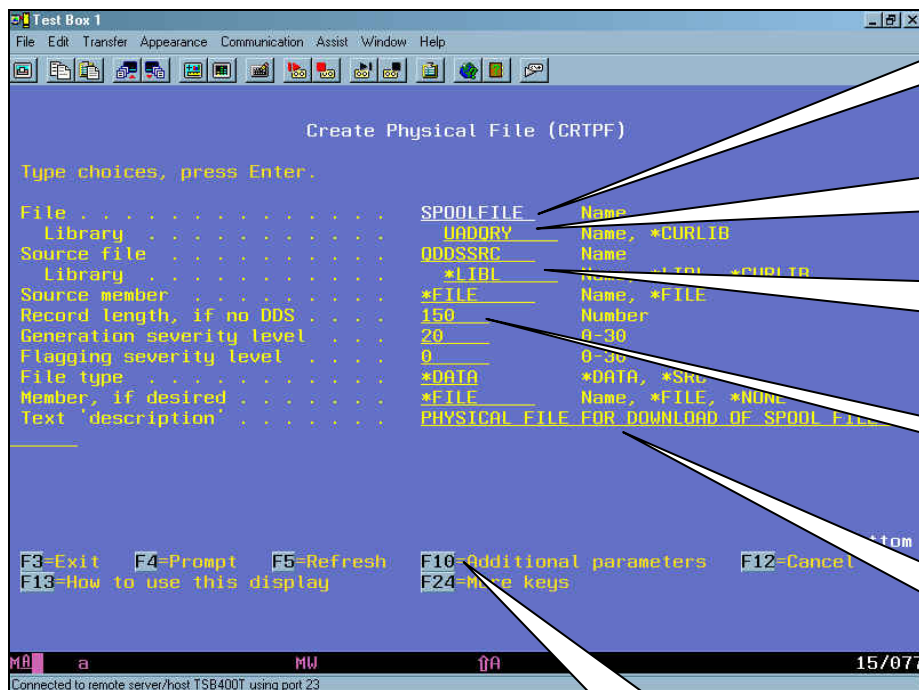 Test Box 1
File Edit Transfer Appearance Communication Assist Window Help
Create Physical File (CRTPF)
Type choices, press Enter.
File . . . . . . . . . . . . . SPOOLFILE Name
Library . . . . . . . . . . UADQRY Name, *CURLIB
Source file . . . . . . . . . . QDDSSRC Name
Library . . . . . . . . . . *LIBL *CURLIB
Source member . . . . . . . . . *FILE Name, *FILE
Record length, if no DDS . . . . 150 Number
Generation severity level . . . 20 0-30
Flagging severity level . . . . 0 0-30
File type . . . . . . . . . . . *DATA *DATA, *SRC
Member, if desired . . . . . . . *FILE Name, *FILE, *NONE
Text 'description' . . . . . . . PHYSICAL FILE FOR DOWNLOAD OF SPOOL FILE
ttom
F3=Exit F4=Prompt F5=Refresh F10=Additional parameters F12=Cancel
F13=How to use this display F24=More keys
MA a MW A 15/077
Connected to remote server/host TSB400T using port 23